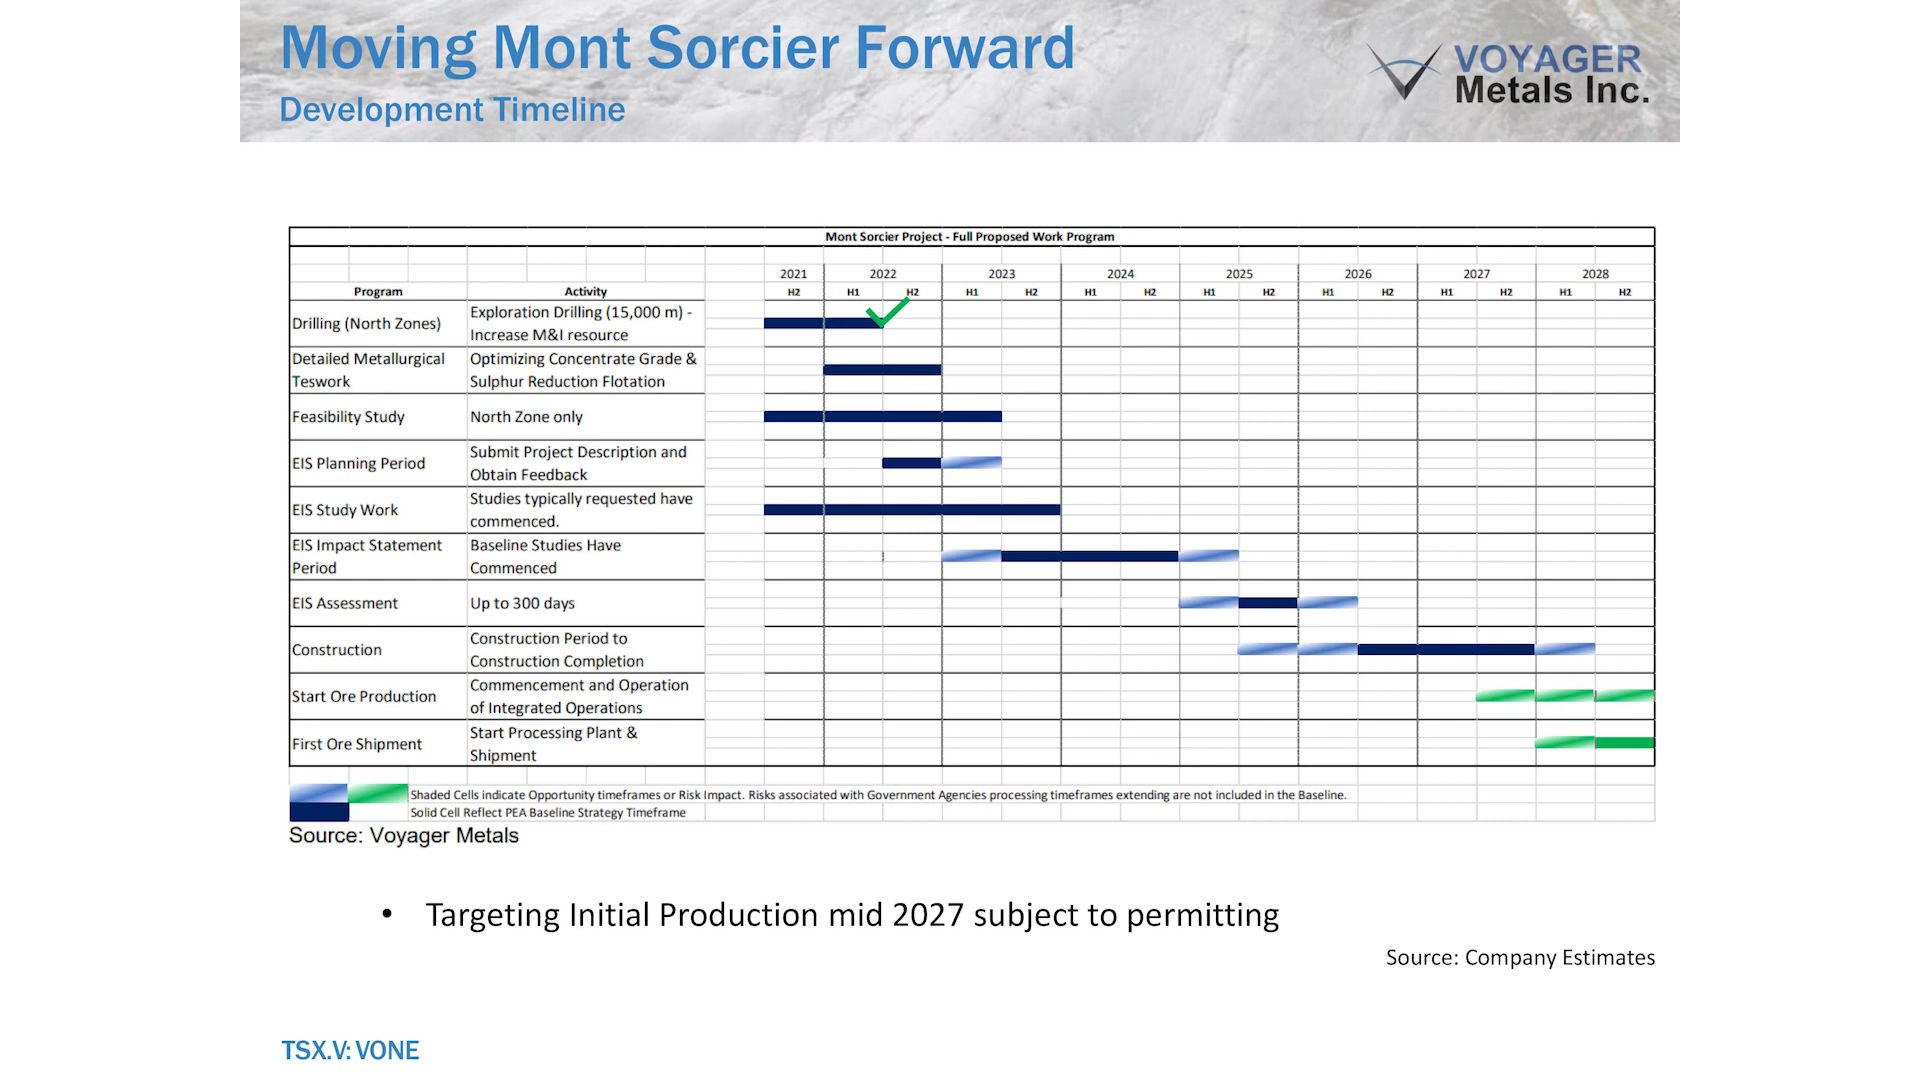 Moving Mont Sorcier Forward
Development Timeline
VOYAGER
Metals Inc.
Mont Sorcier Project - Full Proposed Work Program
2021 2022 2023 2024 2025 2026 2027 2028
Program Activity H2 H1 H2 H1 H2 H1 H2 H1 H2 H1 H2 H1 H2 H1 H2
Drilling (North Zones)
Exploration Drilling (15,000 m) -
Increase M&I resource
Detailed Metallurgical
Teswork
Optimizing Concentrate Grade &
Sulphur Reduction Flotation
Feasibility Study
North Zone only
EIS Planning Period
Submit Project Description and
Obtain Feedback
EIS Study Work
Studies typically requested have
commenced.
EIS Impact Statement
Period
Baseline Studies Have
Commenced
EIS Assessment
Up to 300 days
Construction
Construction Period to
Construction Completion
Start Ore Production
Commencement and Operation
of Integrated Operations
First Ore Shipment
Start Processing Plant &
Shipment
Shaded Cells indicate Opportunity timeframes or Risk Impact. Risks associated with Government Agencies processing timeframes extending are not included in the Baseline.
Solid Cell Reflect PEA Baseline Strategy Timeframe
Source: Voyager Metals
• Targeting Initial Production mid 2027 subject to permitting
Source: Company Estimates
TSX.V: VONE